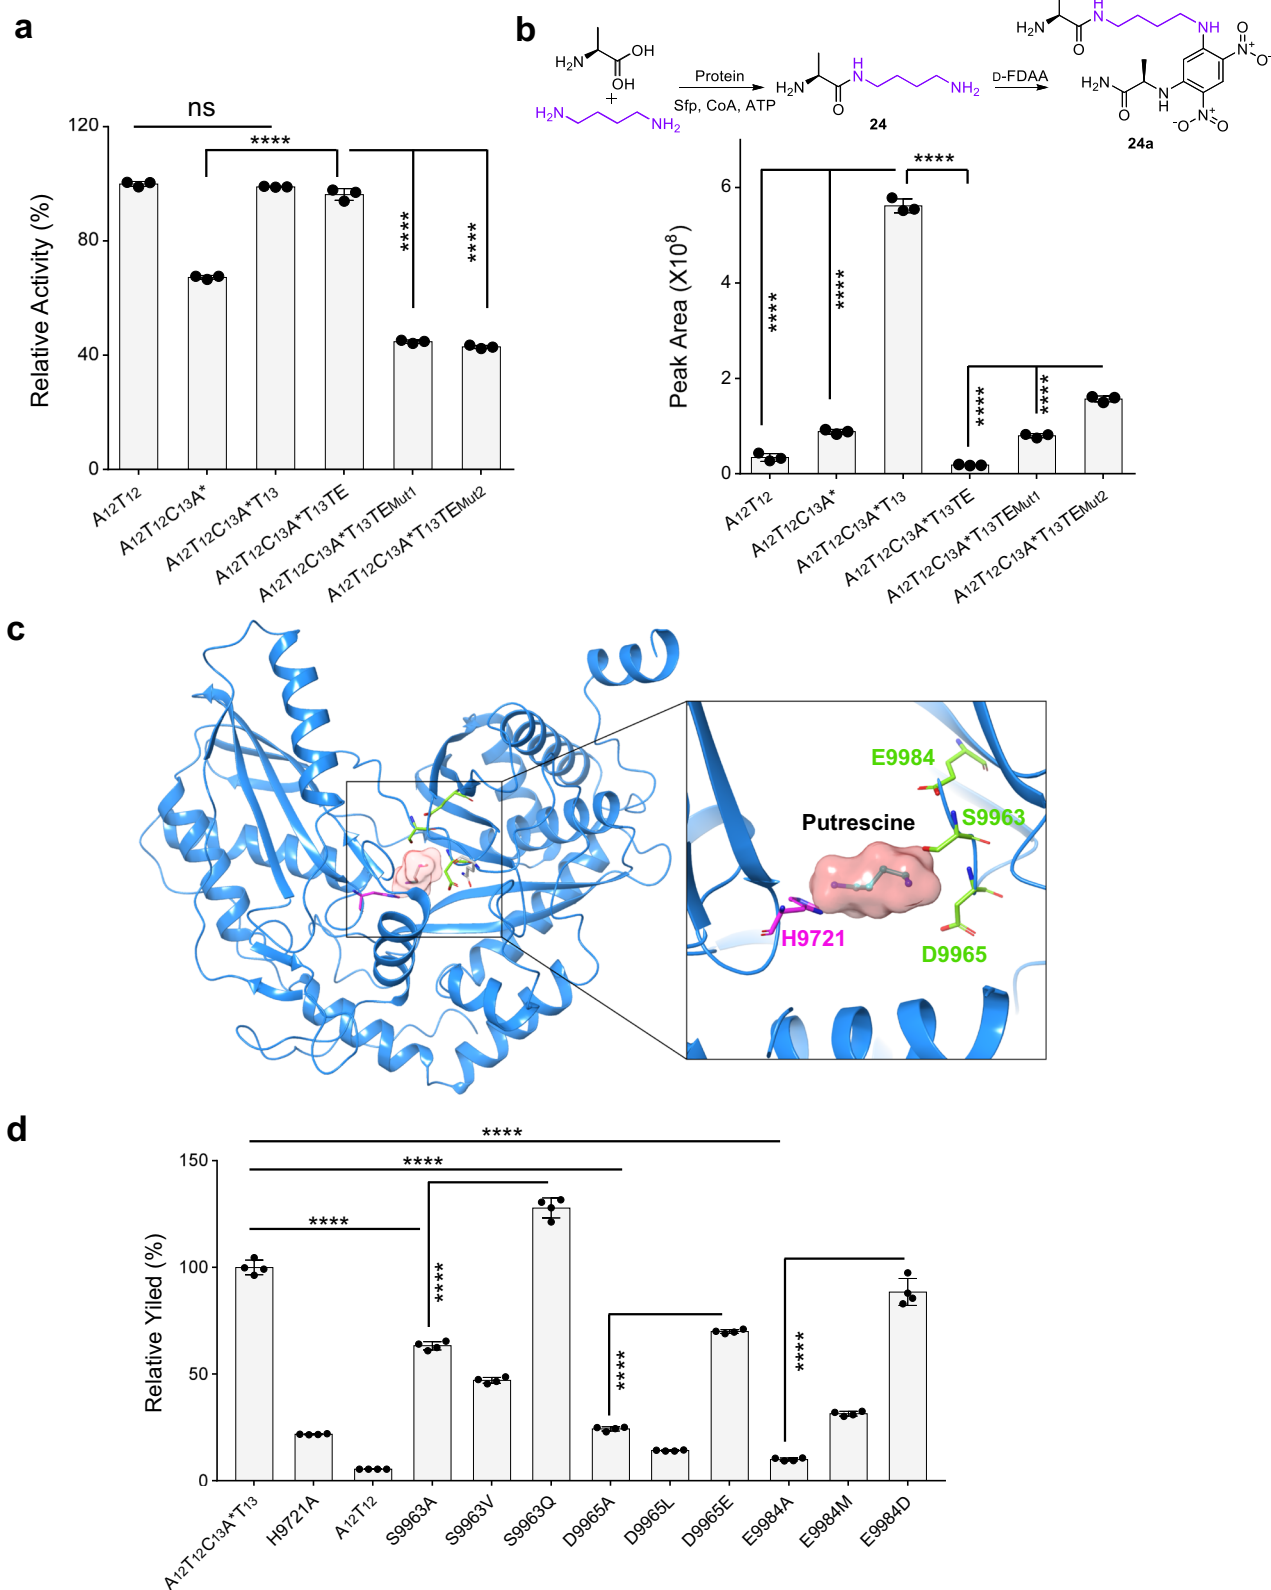 a
ns
****
****
****
Relative Activity (%)
120
80
40
0
A12T12
A12T12C13A*
A12T12C13A*T13
A12T12C13A*T13TE
A12T12C13A*T13TEMut1
A12T12C13A*T13TEMut2
b
H2N
OH
OH
+
H2N
NH2
Protein
Sfp, CoA, ATP
H2N
O
H
N
NH2
24
D-FDAA
H2N
O
H
N
NH
N+
O
O-
H2N
O
N
H
N+
-O
O
24a
****
****
****
****
****
Peak Area (X10⁸)
6
4
2
0
A12T12
A12T12C13A*
A12T12C13A*T13
A12T12C13A*T13TE
A12T12C13A*T13TEMut1
A12T12C13A*T13TEMut2
c
E9984
S9963
Putrescine
H9721
D9965
d
****
****
****
****
****
****
Relative Yiled (%)
150
100
50
0
A12T12C13A*T13
H9721A
A12T12
S9963A
S9963V
S9963Q
D9965A
D9965L
D9965E
E9984A
E9984M
E9984D